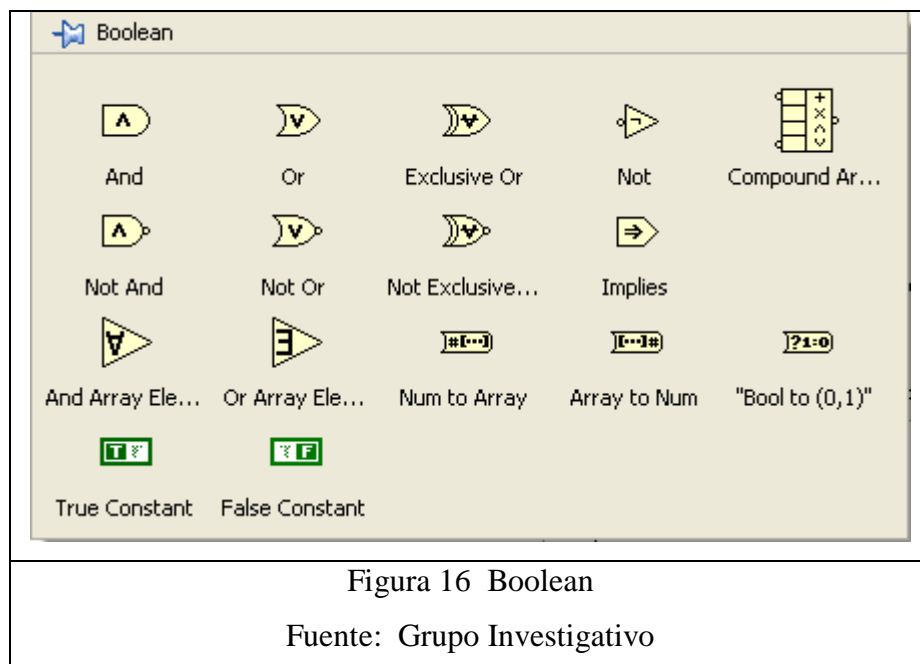 Boolean
And Or Exclusive Or Not Compound Ar...
Not And Not Or Not Exclusive... Implies
And Array Ele... Or Array Ele... Num to Array Array to Num "Bool to (0,1)"
True Constant False Constant
Figura 16 Boolean
Fuente: Grupo Investigativo